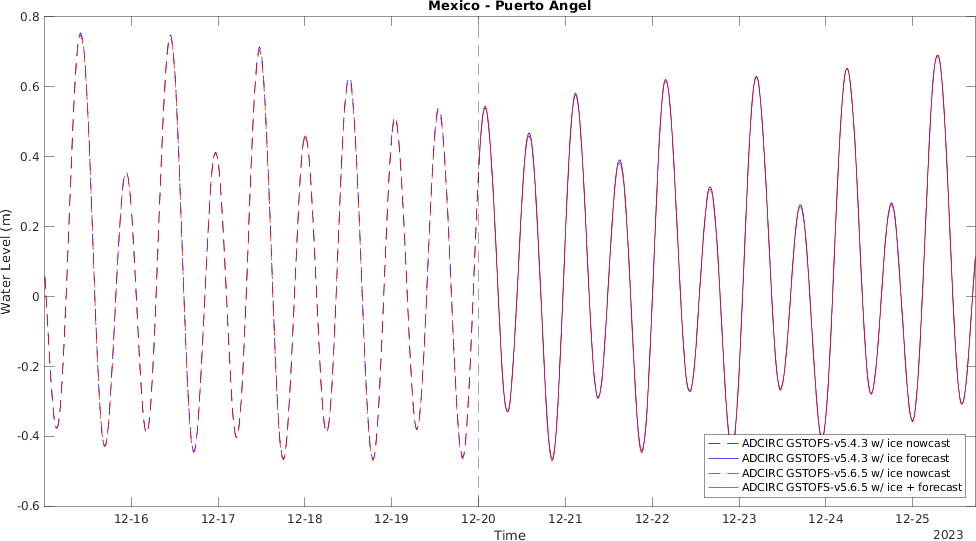 Mexico - Puerto Angel
0.8
0.6
0.4
0.2
0
-0.2
-0.4
-0.6
Water Level (m)
ADCIRC GSTOFS-v5.4.3 w/ ice nowcast
ADCIRC GSTOFS-v5.4.3 w/ ice forecast
ADCIRC GSTOFS-v5.6.5 w/ ice nowcast
ADCIRC GSTOFS-v5.6.5 w/ ice + forecast
12-16 12-17 12-18 12-19 12-20 12-21 12-22 12-23 12-24 12-25
Time
2023